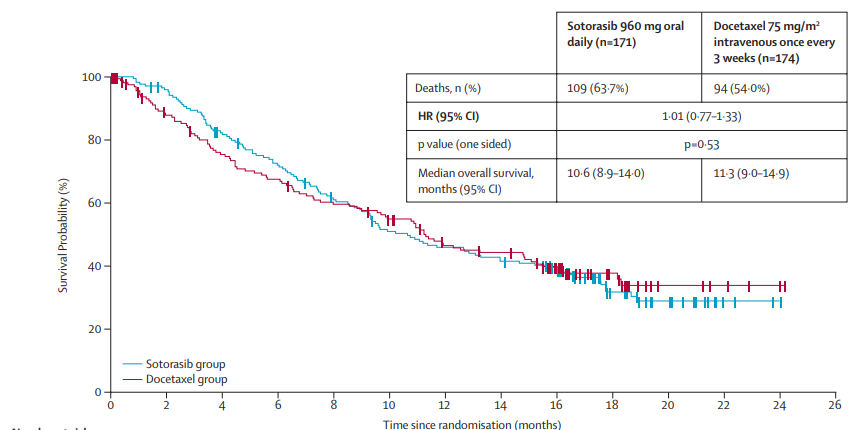 Sotorasib 960 mg oral daily (n=171)
Docetaxel 75 mg/m² intravenous once every 3 weeks (n=174)
Deaths, n (%)
109 (63·7%)
94 (54·0%)
HR (95% CI)
1·01 (0·77–1·33)
p value (one sided)
p=0·53
Median overall survival, months (95% CI)
10·6 (8·9–14·0)
11·3 (9·0–14·9)
Survival Probability (%)
100
80
60
40
20
0
Sotorasib group
Docetaxel group
0 2 4 6 8 10 12 14 16 18 20 22 24 26
Time since randomisation (months)